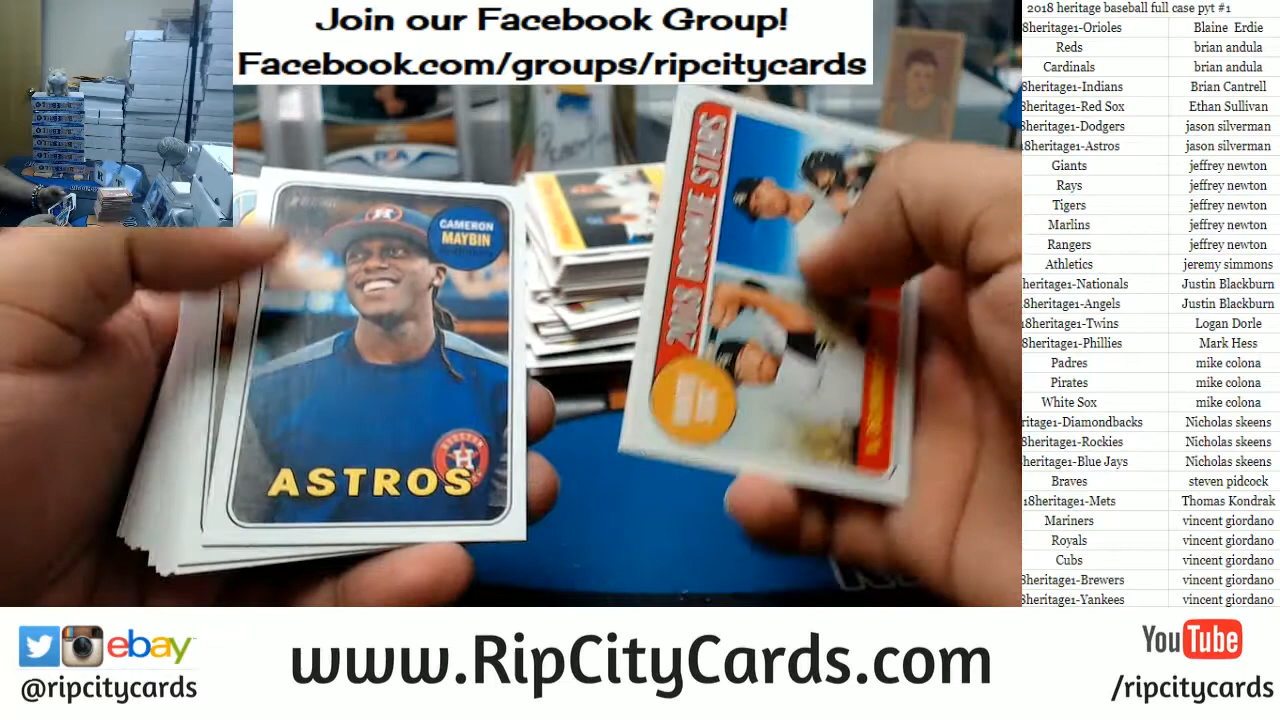 Join our Facebook Group!
Facebook.com/groups/ripcitycards
2018 heritage baseball full case pyt #1
8heritage1-Orioles Blaine Erdie
Reds brian andula
Cardinals brian andula
heritage1-Indians Brian Cantrell
8heritage1-Red Sox Ethan Sullivan
8heritage1-Dodgers jason silverman
18heritage1-Astros jason silverman
Giants jeffrey newton
Rays jeffrey newton
Tigers jeffrey newton
Marlins jeffrey newton
Rangers jeffrey newton
Athletics jeremy simmons
heritage1-Nationals Justin Blackburn
18heritage1-Angels Justin Blackburn
18heritage1-Twins Logan Dorle
8heritage1-Phillies Mark Hess
Padres mike colona
Pirates mike colona
White Sox mike colona
ritage1-Diamondbacks Nicholas skeens
8heritage1-Rockies Nicholas skeens
heritage1-Blue Jays Nicholas skeens
Braves steven pidcock
18heritage1-Mets Thomas Kondrak
Mariners vincent giordano
Royals vincent giordano
Cubs vincent giordano
8heritage1-Brewers vincent giordano
8heritage1-Yankees vincent giordano
CAMERON
MAYBIN
ASTROS
2018 ROOKIE STARS
ebay
@ripcitycards
www.RipCityCards.com
YouTube
/ripcitycards